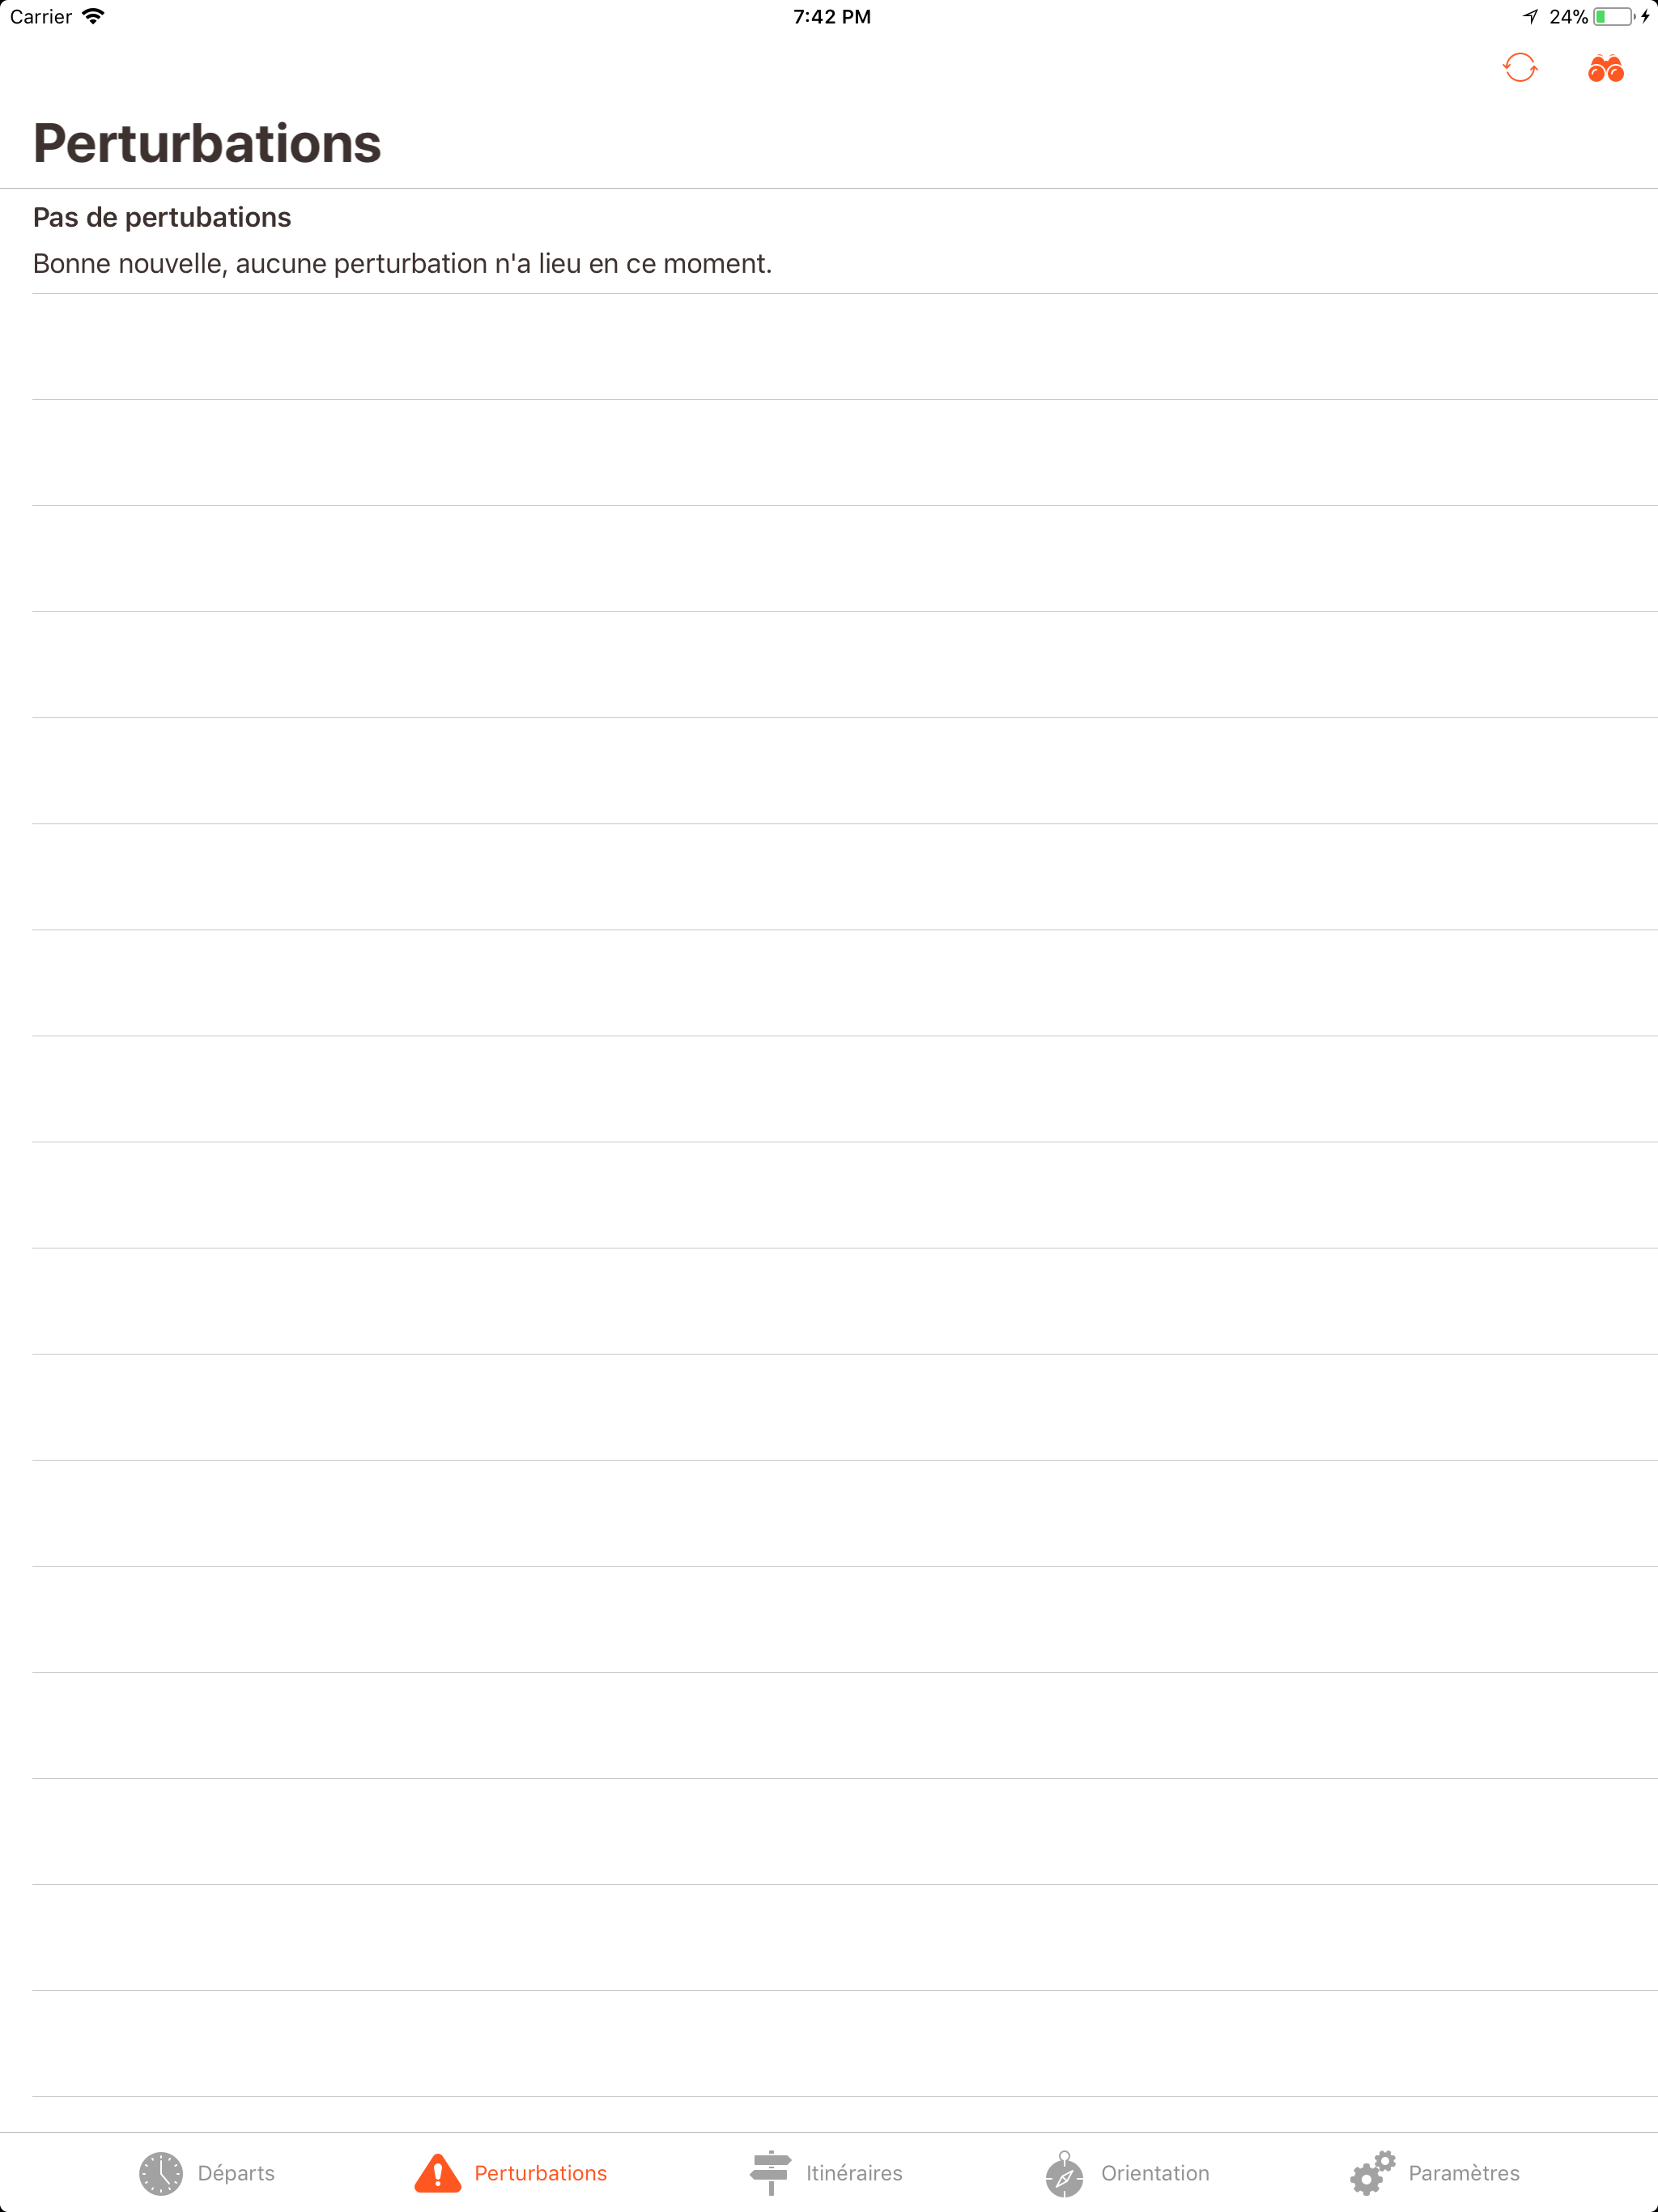 Carrier
7:42 PM
24%
Perturbations
Pas de pertubations
Bonne nouvelle, aucune perturbation n'a lieu en ce moment.
Départs
Perturbations
Itinéraires
Orientation
Paramètres